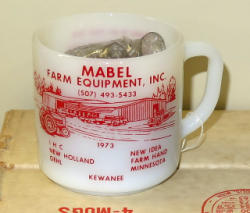 MABEL
FARM EQUIPMENT, INC.
(507) 493-5433
1973
I H C
NEW HOLLAND
GEHL
NEW IDEA
FARM HAND
MINNESOTA
KEWANEE